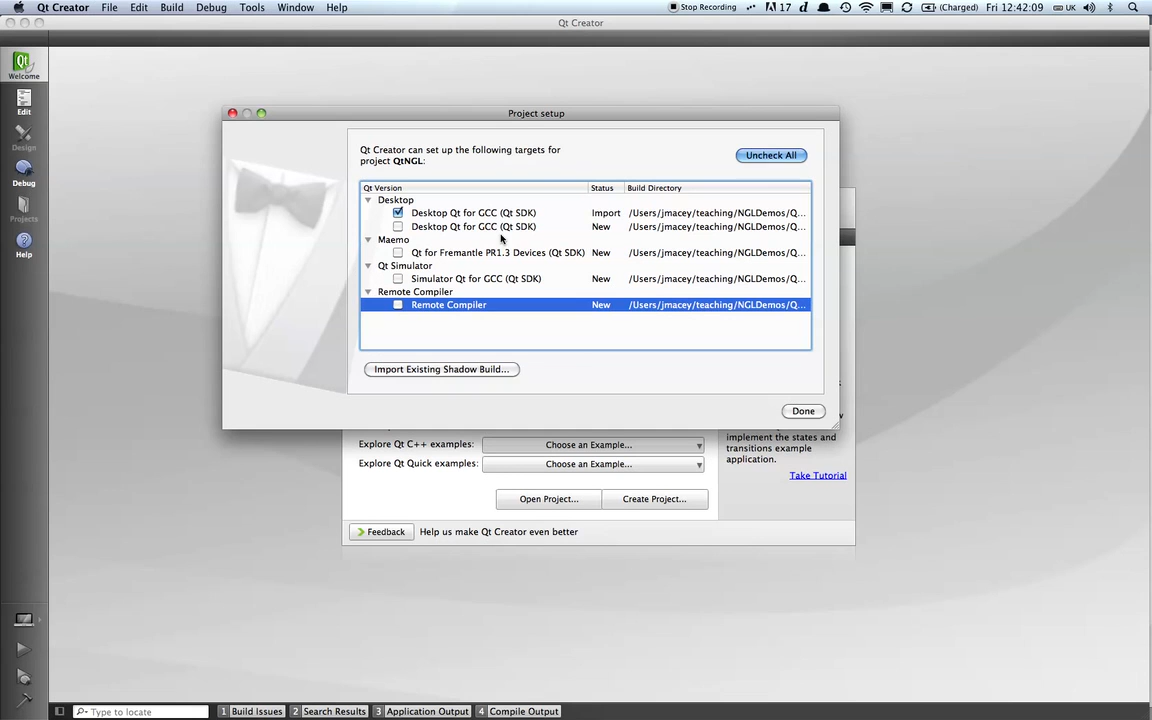 Qt Creator File Edit Build Debug Tools Window Help Stop Recording 17 (Charged) Fri 12:42:09 UK
Qt Creator
Qt
Welcome
Edit
Design
Debug
Projects
Help
Project setup
Qt Creator can set up the following targets for
project QtNGL:
Uncheck All
Qt Version Status Build Directory
Desktop
Desktop Qt for GCC (Qt SDK) Import /Users/jmacey/teaching/NGLDemos/Q...
Desktop Qt for GCC (Qt SDK) New /Users/jmacey/teaching/NGLDemos/Q...
Maemo
Qt for Fremantle PR1.3 Devices (Qt SDK) New /Users/jmacey/teaching/NGLDemos/Q...
Qt Simulator
Simulator Qt for GCC (Qt SDK) New /Users/jmacey/teaching/NGLDemos/Q...
Remote Compiler
Remote Compiler New /Users/jmacey/teaching/NGLDemos/Q...
Import Existing Shadow Build...
Done
implement the states and
transitions example
application.
Take Tutorial
Explore Qt C++ examples: Choose an Example...
Explore Qt Quick examples: Choose an Example...
Open Project... Create Project...
Feedback Help us make Qt Creator even better
Type to locate 1 Build Issues 2 Search Results 3 Application Output 4 Compile Output